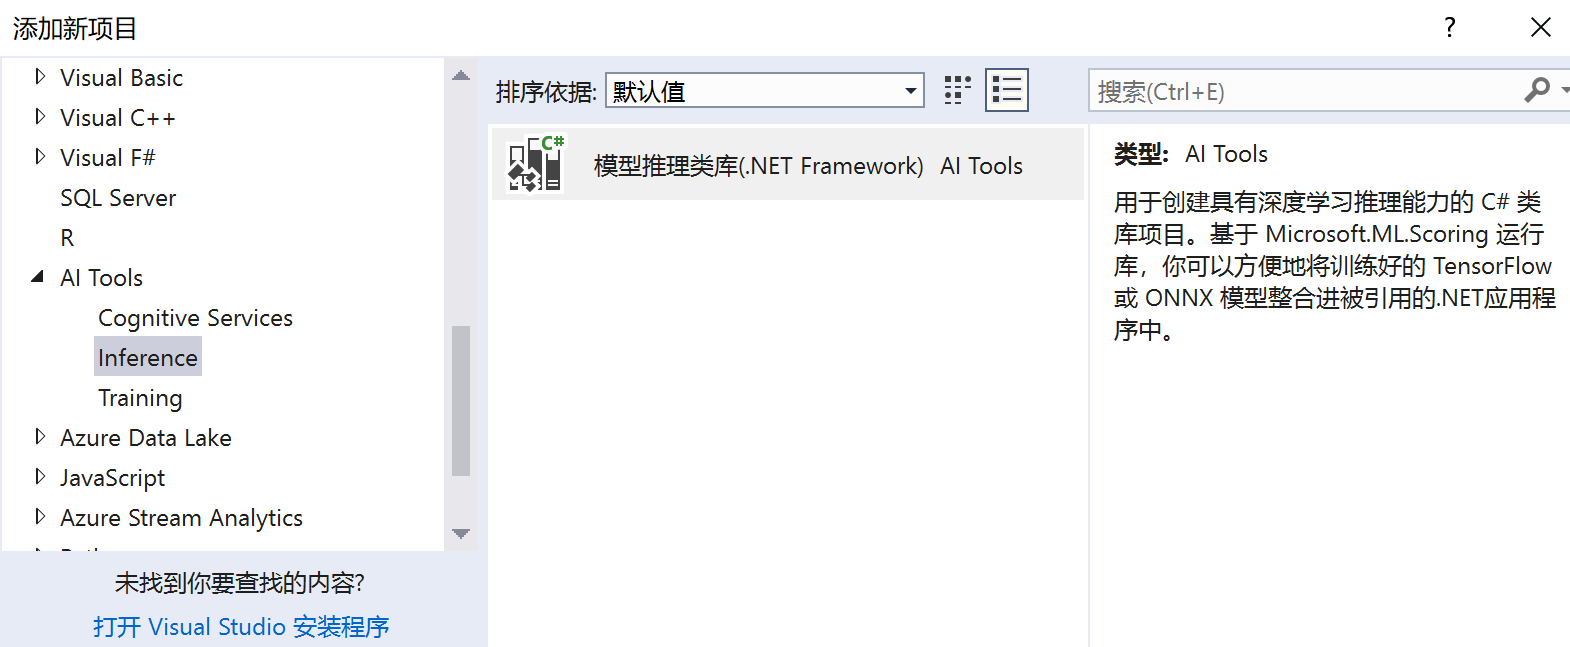 添加新项目
?
Visual Basic
Visual C++
Visual F#
SQL Server
R
AI Tools
Cognitive Services
Inference
Training
Azure Data Lake
JavaScript
Azure Stream Analytics
未找到你要查找的内容?
打开 Visual Studio 安装程序
排序依据: 默认值
C#
模型推理类库(.NET Framework) AI Tools
搜索(Ctrl+E)
类型: AI Tools
用于创建具有深度学习推理能力的 C# 类
库项目。基于 Microsoft.ML.Scoring 运行
库，你可以方便地将训练好的 TensorFlow
或 ONNX 模型整合进被引用的.NET应用程
序中。